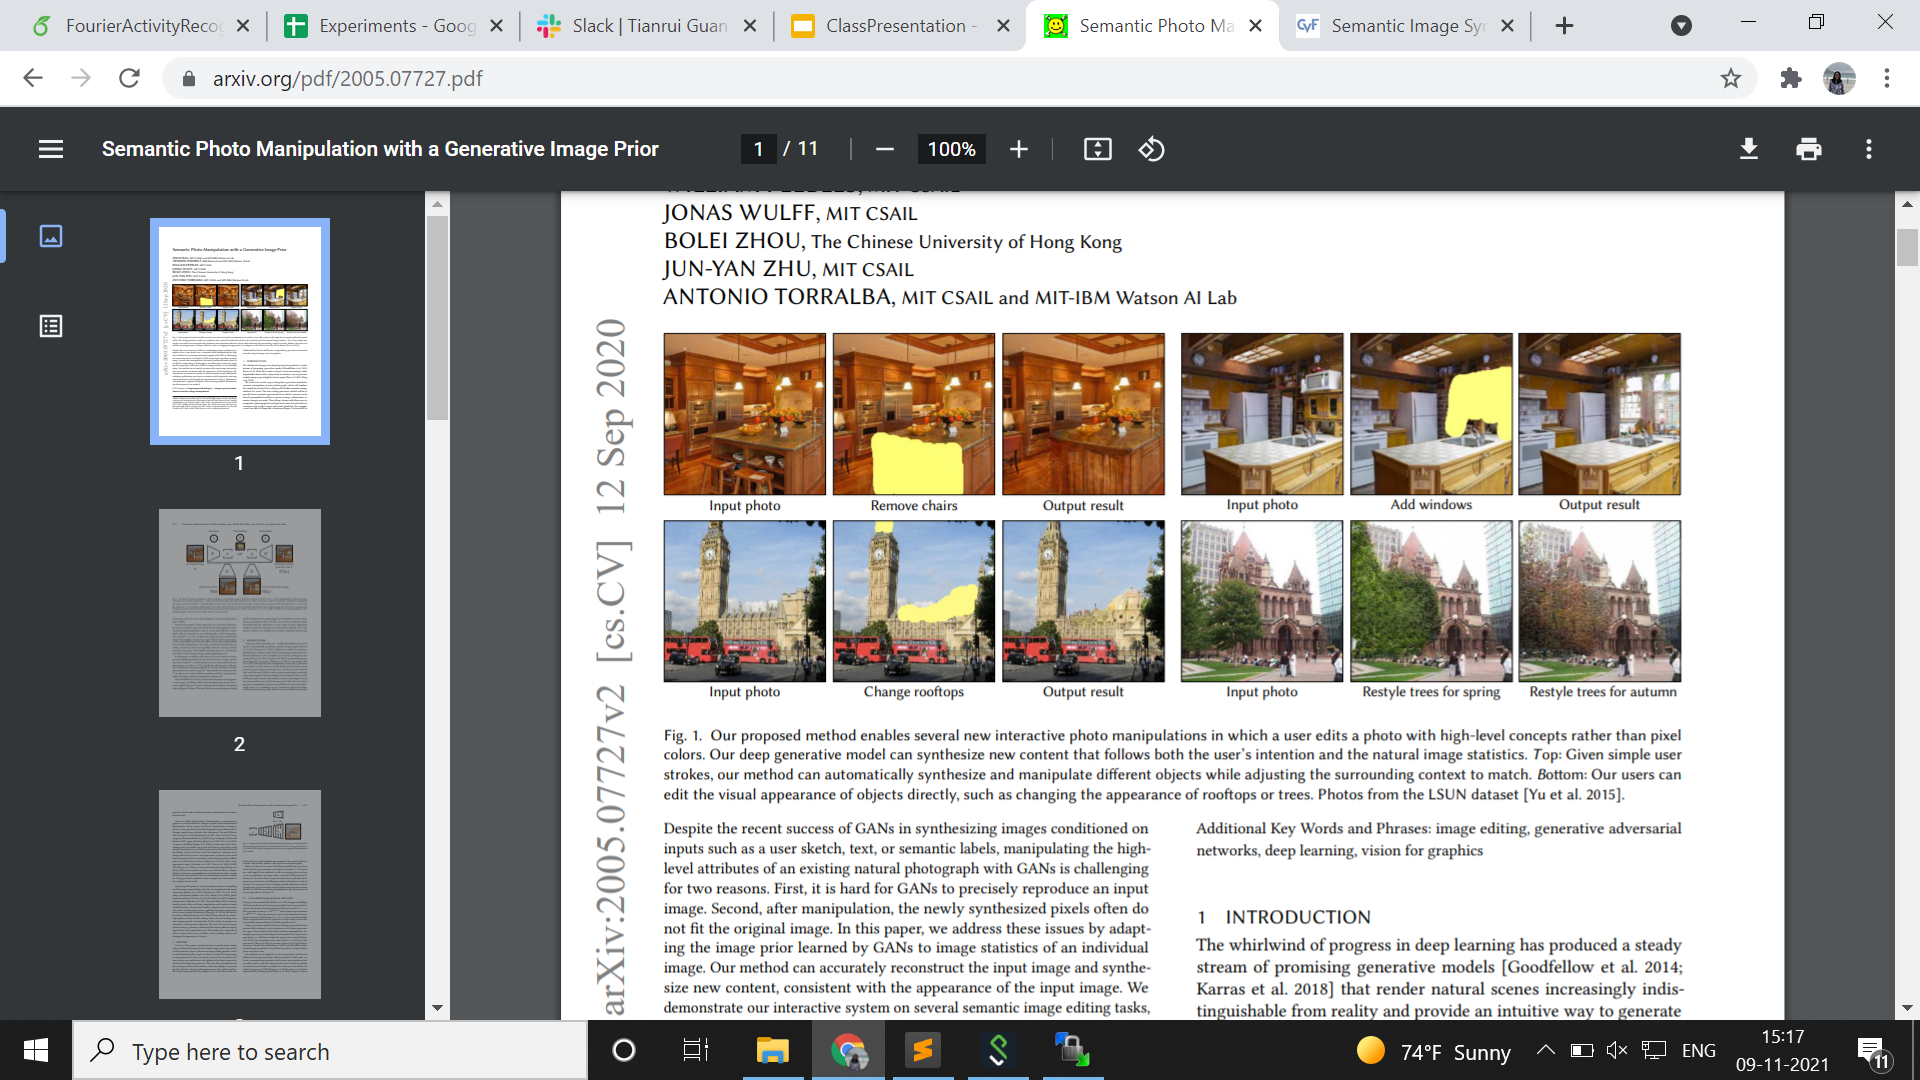 FourierActivityReco
Experiments - Goog
Slack | Tianrui Guan
ClassPresentation -
Semantic Photo Ma
Semantic Image Syn
arxiv.org/pdf/2005.07727.pdf
Semantic Photo Manipulation with a Generative Image Prior
1 / 11
100%
1
2
JONAS WULFF, MIT CSAIL
BOLEI ZHOU, The Chinese University of Hong Kong
JUN-YAN ZHU, MIT CSAIL
ANTONIO TORRALBA, MIT CSAIL and MIT-IBM Watson AI Lab
arXiv:2005.07727v2 [cs.CV] 12 Sep 2020
Input photo
Remove chairs
Output result
Input photo
Add windows
Output result
Input photo
Change rooftops
Output result
Input photo
Restyle trees for spring
Restyle trees for autumn
Fig. 1. Our proposed method enables several new interactive photo manipulations in which a user edits a photo with high-level concepts rather than pixel
colors. Our deep generative model can synthesize new content that follows both the user's intention and the natural image statistics. Top: Given simple user
strokes, our method can automatically synthesize and manipulate different objects while adjusting the surrounding context to match. Bottom: Our users can
edit the visual appearance of objects directly, such as changing the appearance of rooftops or trees. Photos from the LSUN dataset [Yu et al. 2015].
Despite the recent success of GANs in synthesizing images conditioned on
inputs such as a user sketch, text, or semantic labels, manipulating the high-
level attributes of an existing natural photograph with GANs is challenging
for two reasons. First, it is hard for GANs to precisely reproduce an input
image. Second, after manipulation, the newly synthesized pixels often do
not fit the original image. In this paper, we address these issues by adapt-
ing the image prior learned by GANs to image statistics of an individual
image. Our method can accurately reconstruct the input image and synthe-
size new content, consistent with the appearance of the input image. We
demonstrate our interactive system on several semantic image editing tasks,
Additional Key Words and Phrases: image editing, generative adversarial
networks, deep learning, vision for graphics
1 INTRODUCTION
The whirlwind of progress in deep learning has produced a steady
stream of promising generative models [Goodfellow et al. 2014;
Karras et al. 2018] that render natural scenes increasingly indis-
tinguishable from reality and provide an intuitive way to generate
Type here to search
74°F Sunny
ENG
15:17
09-11-2021
11